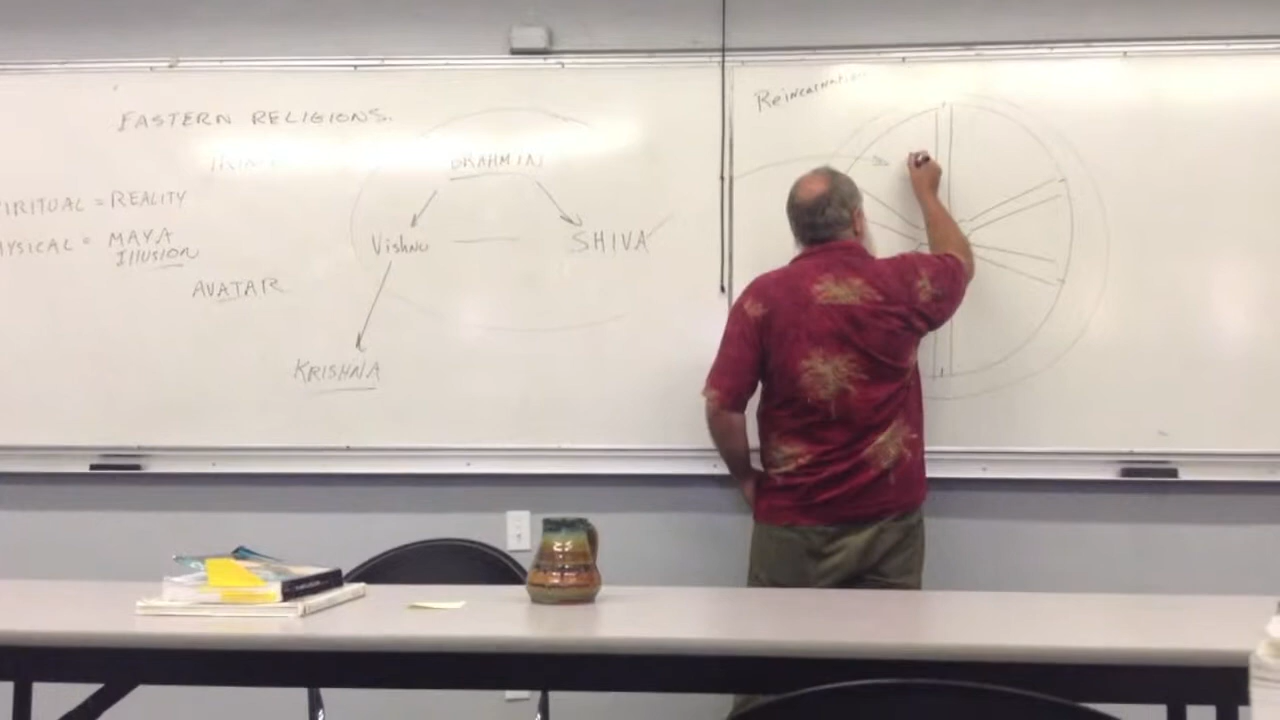 EASTERN RELIGIONS.
BRAHMIN
IRITUAL = REALITY
YSICAL = MAYA
ILLUSION
Vishnu
SHIVA
AVATAR
KRISHNA
Reincarnation